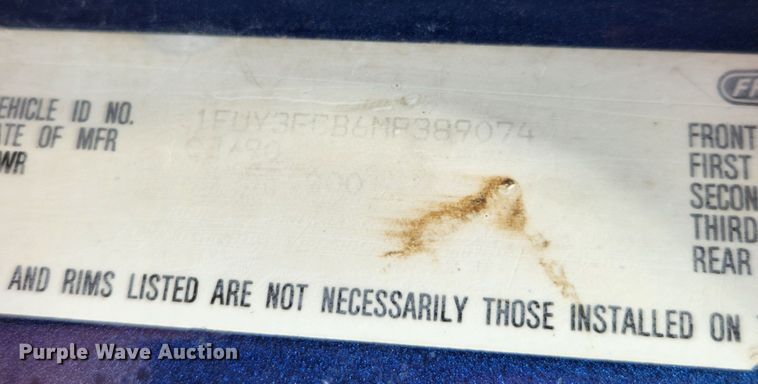 EHICLE ID NO. 1FUY3FCB6MP389074
ATE OF MFR
WR
FRONT
FIRST
SECON
THIRD
REAR
AND RIMS LISTED ARE NOT NECESSARILY THOSE INSTALLED ON
Purple Wave Auction